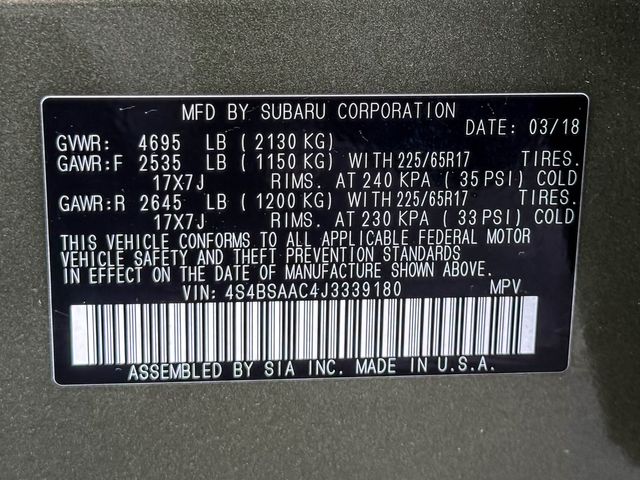 MFD BY SUBARU CORPORATION
DATE: 03/18
GVWR: 4695 LB ( 2130 KG)
GAWR:F 2535 LB ( 1150 KG) WITH 225/65R17 TIRES.
17X7J RIMS. AT 240 KPA ( 35 PSI) COLD
GAWR:R 2645 LB ( 1200 KG) WITH 225/65R17 TIRES.
17X7J RIMS. AT 230 KPA ( 33 PSI) COLD
THIS VEHICLE CONFORMS TO ALL APPLICABLE FEDERAL MOTOR
VEHICLE SAFETY AND THEFT PREVENTION STANDARDS
IN EFFECT ON THE DATE OF MANUFACTURE SHOWN ABOVE.
VIN: 4S4BSAAC4J3339180 MPV
ASSEMBLED BY SIA INC. MADE IN U.S.A.